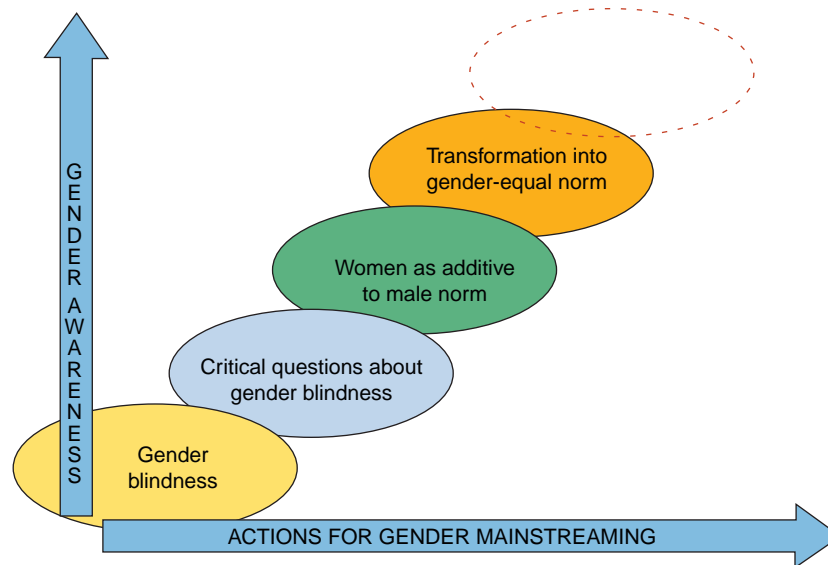 GENDER AWARENESS
Transformation into
gender-equal norm
Women as additive
to male norm
Critical questions about
gender blindness
Gender
blindness
ACTIONS FOR GENDER MAINSTREAMING